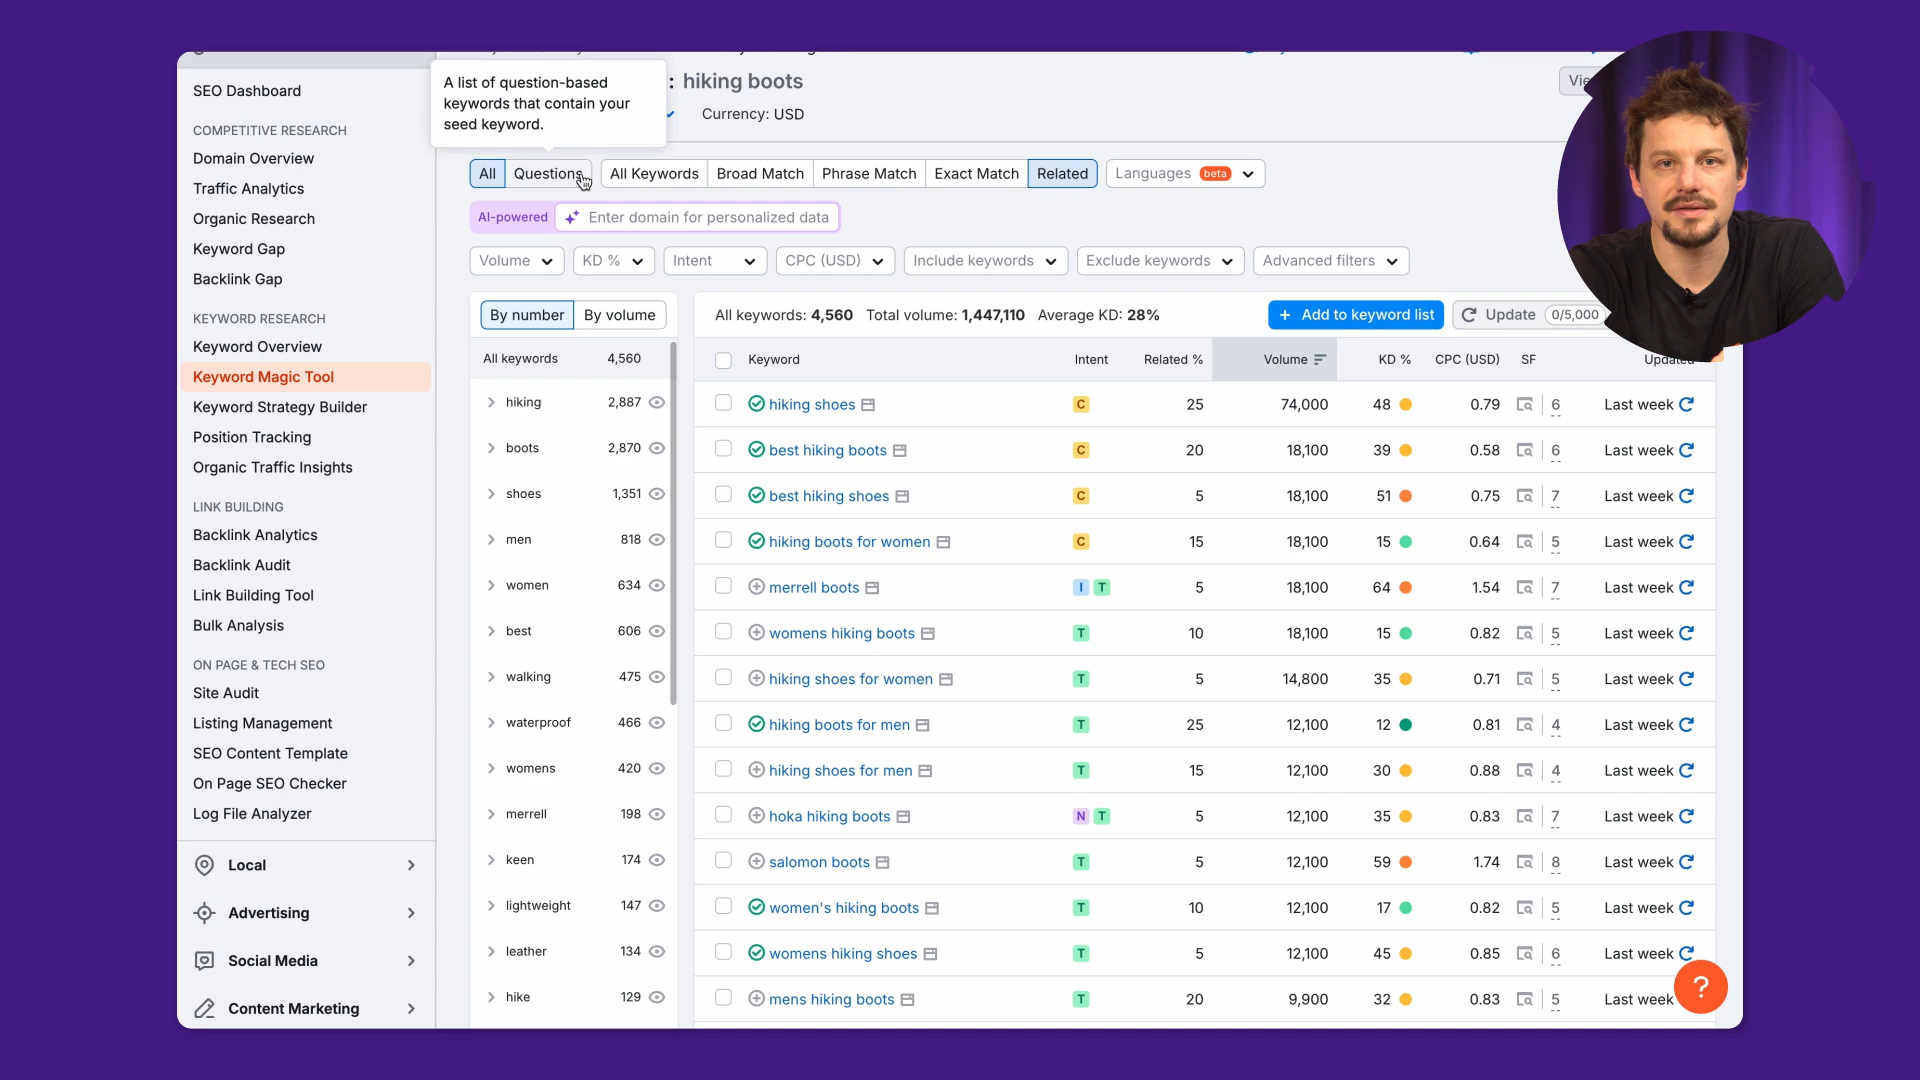 SEO Dashboard
COMPETITIVE RESEARCH
Domain Overview
Traffic Analytics
Organic Research
Keyword Gap
Backlink Gap
KEYWORD RESEARCH
Keyword Overview
Keyword Magic Tool
Keyword Strategy Builder
Position Tracking
Organic Traffic Insights
LINK BUILDING
Backlink Analytics
Backlink Audit
Link Building Tool
Bulk Analysis
ON PAGE & TECH SEO
Site Audit
Listing Management
SEO Content Template
On Page SEO Checker
Log File Analyzer
Local
Advertising
Social Media
Content Marketing
A list of question-based
keywords that contain your
seed keyword.
: hiking boots
Currency: USD
All Questions All Keywords Broad Match Phrase Match Exact Match Related Languages beta
AI-powered Enter domain for personalized data
Volume KD % Intent CPC (USD) Include keywords Exclude keywords Advanced filters
By number By volume
All keywords 4,560
hiking 2,887
boots 2,870
shoes 1,351
men 818
women 634
best 606
walking 475
waterproof 466
womens 420
merrell 198
keen 174
lightweight 147
leather 134
hike 129
All keywords: 4,560 Total volume: 1,447,110 Average KD: 28% + Add to keyword list Update 0/5,000
Keyword Intent Related % Volume KD % CPC (USD) SF Updated
hiking shoes C 25 74,000 48 0.79 6 Last week
best hiking boots C 20 18,100 39 0.58 6 Last week
best hiking shoes C 5 18,100 51 0.75 7 Last week
hiking boots for women C 15 18,100 15 0.64 5 Last week
merrell boots I T 5 18,100 64 1.54 7 Last week
womens hiking boots T 10 18,100 15 0.82 5 Last week
hiking shoes for women T 5 14,800 35 0.71 5 Last week
hiking boots for men T 25 12,100 12 0.81 4 Last week
hiking shoes for men T 15 12,100 30 0.88 4 Last week
hoka hiking boots N T 5 12,100 35 0.83 7 Last week
salomon boots T 5 12,100 59 1.74 8 Last week
women's hiking boots T 10 12,100 17 0.82 5 Last week
womens hiking shoes T 5 12,100 45 0.85 6 Last week
mens hiking boots T 20 9,900 32 0.83 5 Last week
?